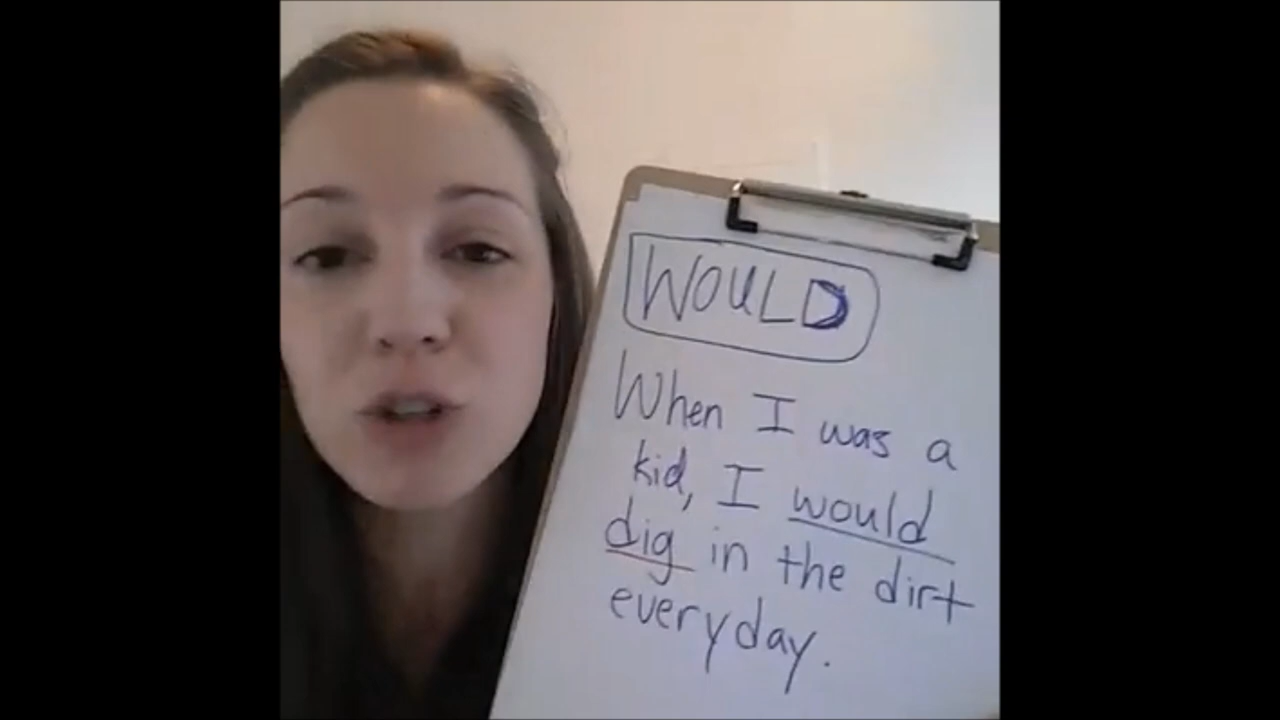 WOULD
When I was a
kid, I would
dig in the dirt
everyday.